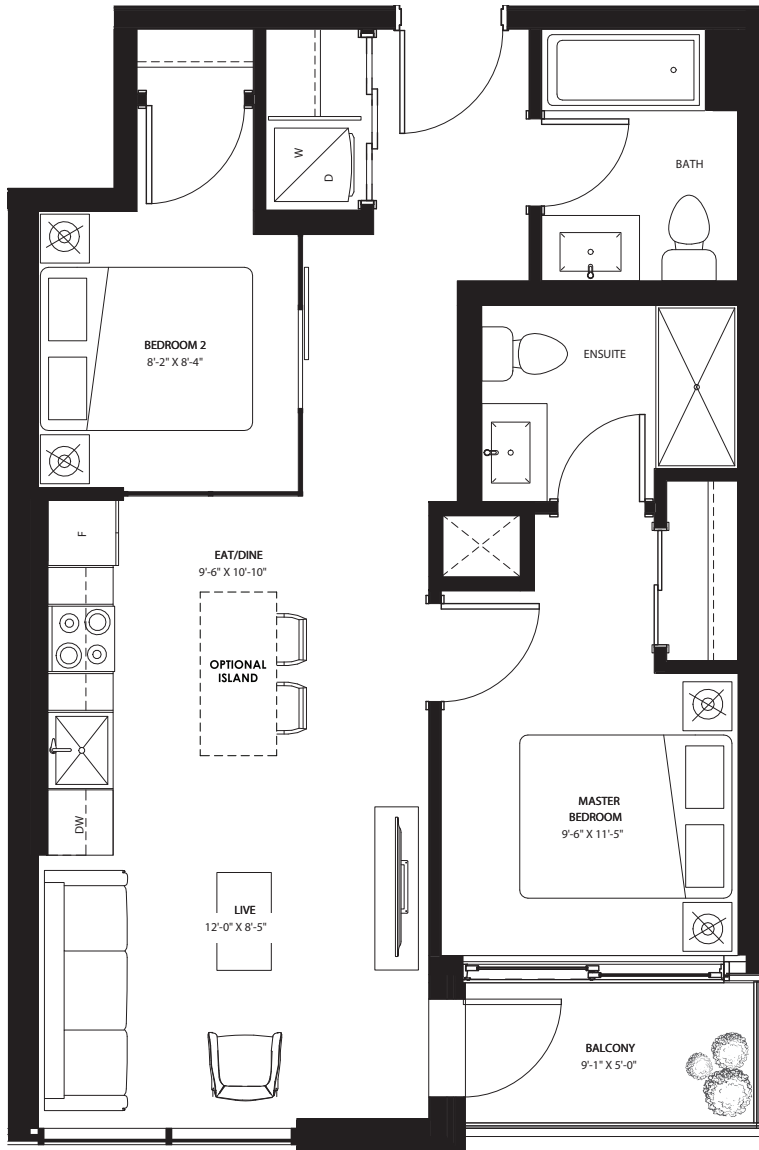 W
D
BATH
BEDROOM 2
8'-2" X 8'-4"
ENSUITE
F
EAT/DINE
9'-6" X 10'-10"
OPTIONAL
ISLAND
MASTER
BEDROOM
9'-6" X 11'-5"
DW
LIVE
12'-0" X 8'-5"
BALCONY
9'-1" X 5'-0"